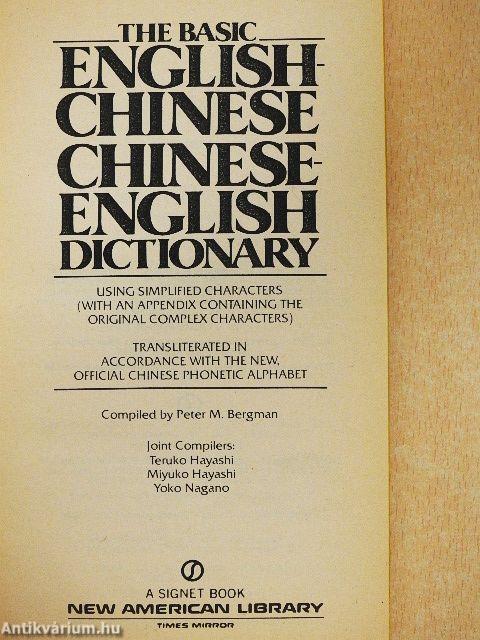 THE BASIC
ENGLISH-
CHINESE
CHINESE-
ENGLISH
DICTIONARY
USING SIMPLIFIED CHARACTERS
(WITH AN APPENDIX CONTAINING THE
ORIGINAL COMPLEX CHARACTERS)
TRANSLITERATED IN
ACCORDANCE WITH THE NEW,
OFFICIAL CHINESE PHONETIC ALPHABET
Compiled by Peter M. Bergman
Joint Compilers:
Teruko Hayashi
Miyuko Hayashi
Yoko Nagano
A SIGNET BOOK
NEW AMERICAN LIBRARY
TIMES MIRROR
Antikvárium.hu